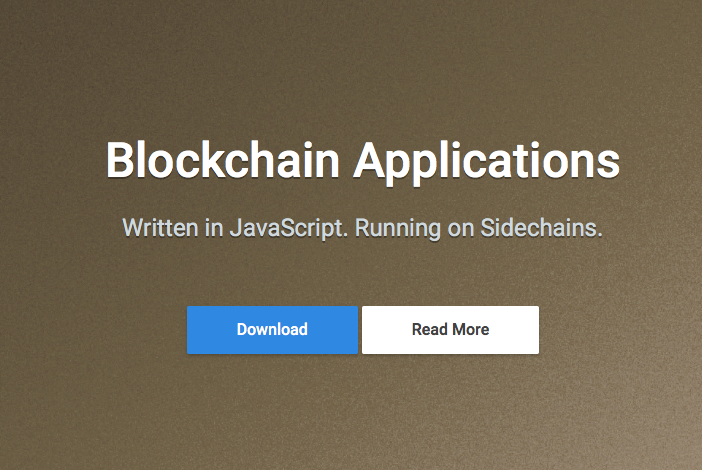 Blockchain Applications
Written in JavaScript. Running on Sidechains.
Download Read More